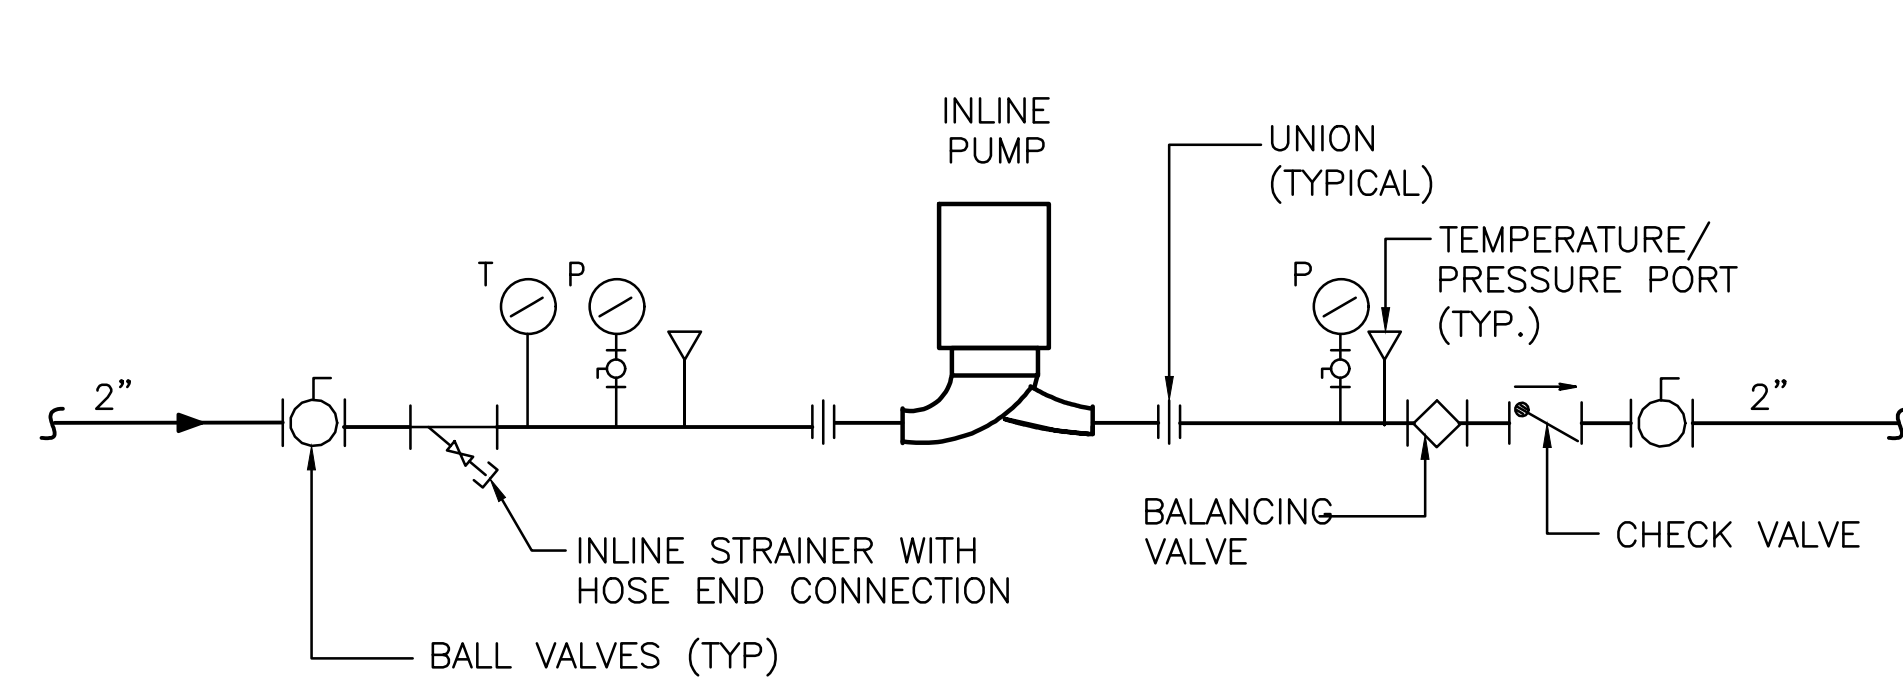 INLINE
PUMP
UNION
(TYPICAL)
TEMPERATURE/
PRESSURE PORT
(TYP.)
T
P
P
2”
2”
BALANCING
VALVE
CHECK VALVE
INLINE STRAINER WITH
HOSE END CONNECTION
BALL VALVES (TYP)